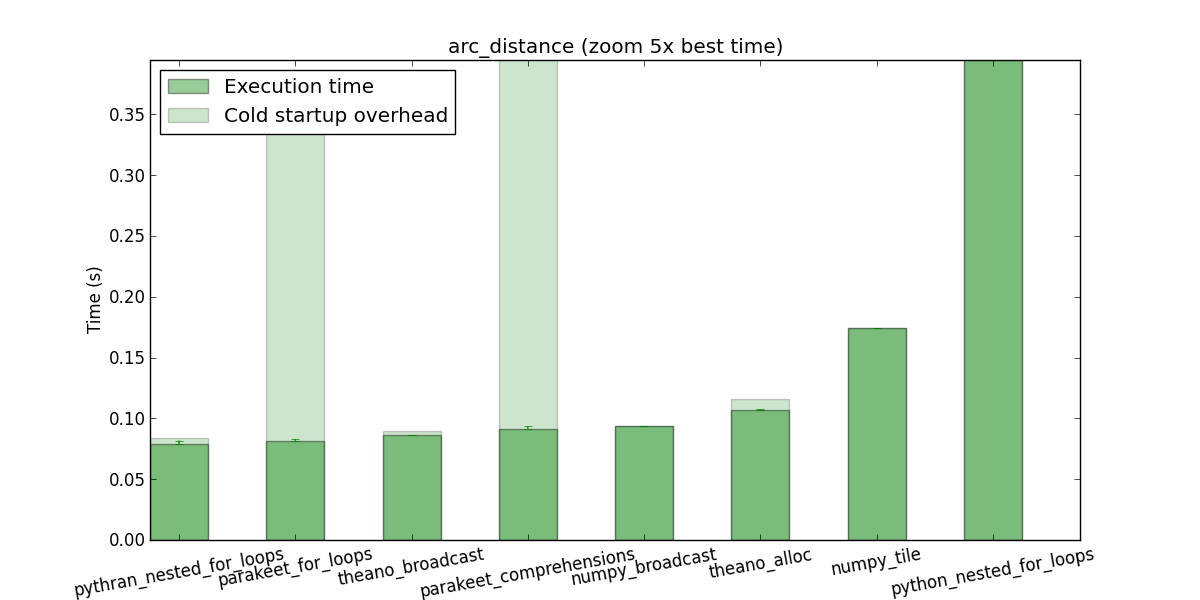 arc_distance (zoom 5x best time)
Execution time
Cold startup overhead
Time (s)
0.35
0.30
0.25
0.20
0.15
0.10
0.05
0.00
pythran_nested_for_loops
parakeet_for_loops
theano_broadcast
parakeet_comprehensions
numpy_broadcast
theano_alloc
numpy_tile
python_nested_for_loops